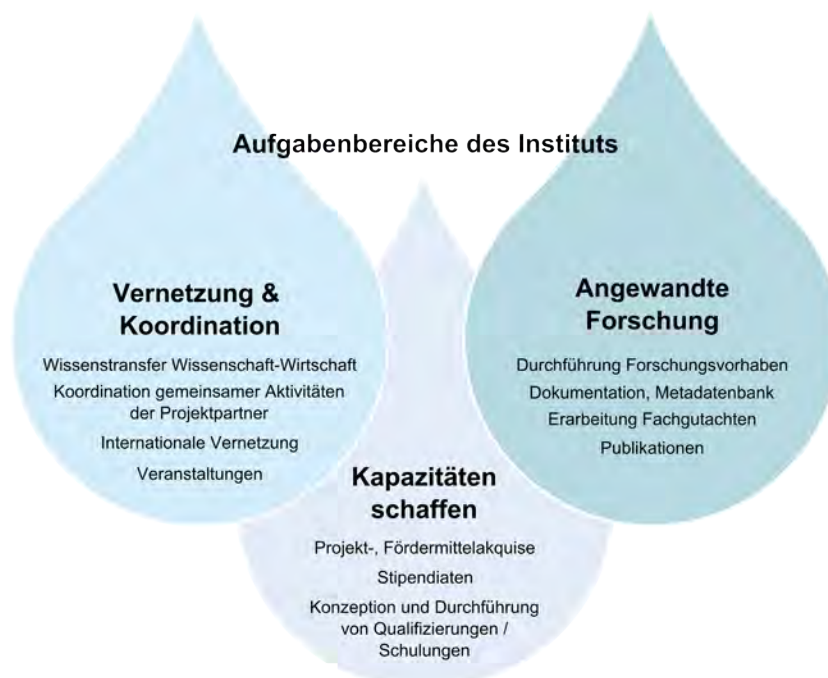 Aufgabenbereiche des Instituts
Vernetzung &
Koordination
Wissenstransfer Wissenschaft-Wirtschaft
Koordination gemeinsamer Aktivitäten
der Projektpartner
Internationale Vernetzung
Veranstaltungen
Angewandte
Forschung
Durchführung Forschungsvorhaben
Dokumentation, Metadatenbank
Erarbeitung Fachgutachten
Publikationen
Kapazitäten
schaffen
Projekt-, Fördermittelakquise
Stipendiaten
Konzeption und Durchführung
von Qualifizierungen /
Schulungen